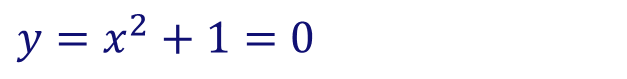 y = x² + 1 = 0